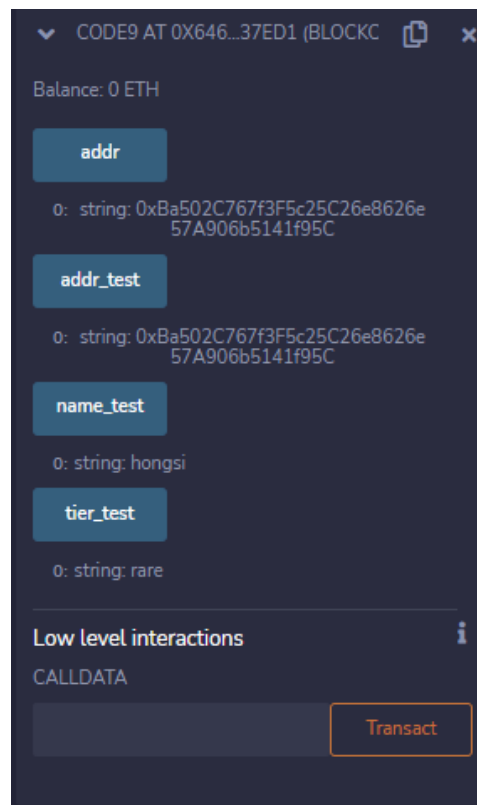 CODE9 AT 0X646...37ED1 (BLOCKC
Balance: 0 ETH
addr
0: string: 0xBa502C767f3F5c25C26e8626e
57A906b5141f95C
addr_test
0: string: 0xBa502C767f3F5c25C26e8626e
57A906b5141f95C
name_test
0: string: hongsi
tier_test
0: string: rare
Low level interactions
CALLDATA
Transact